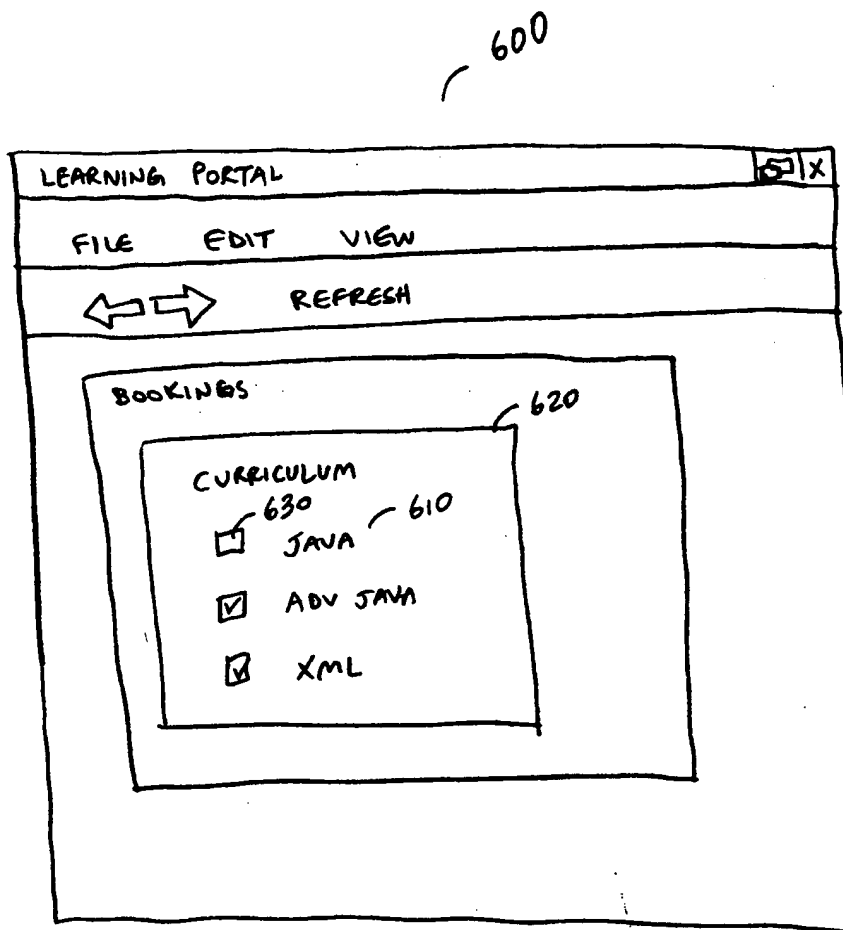 600
LEARNING PORTAL X
FILE EDIT VIEW
REFRESH
BOOKINGS
620
CURRICULUM
630 610
JAVA
ADV JAVA
XML